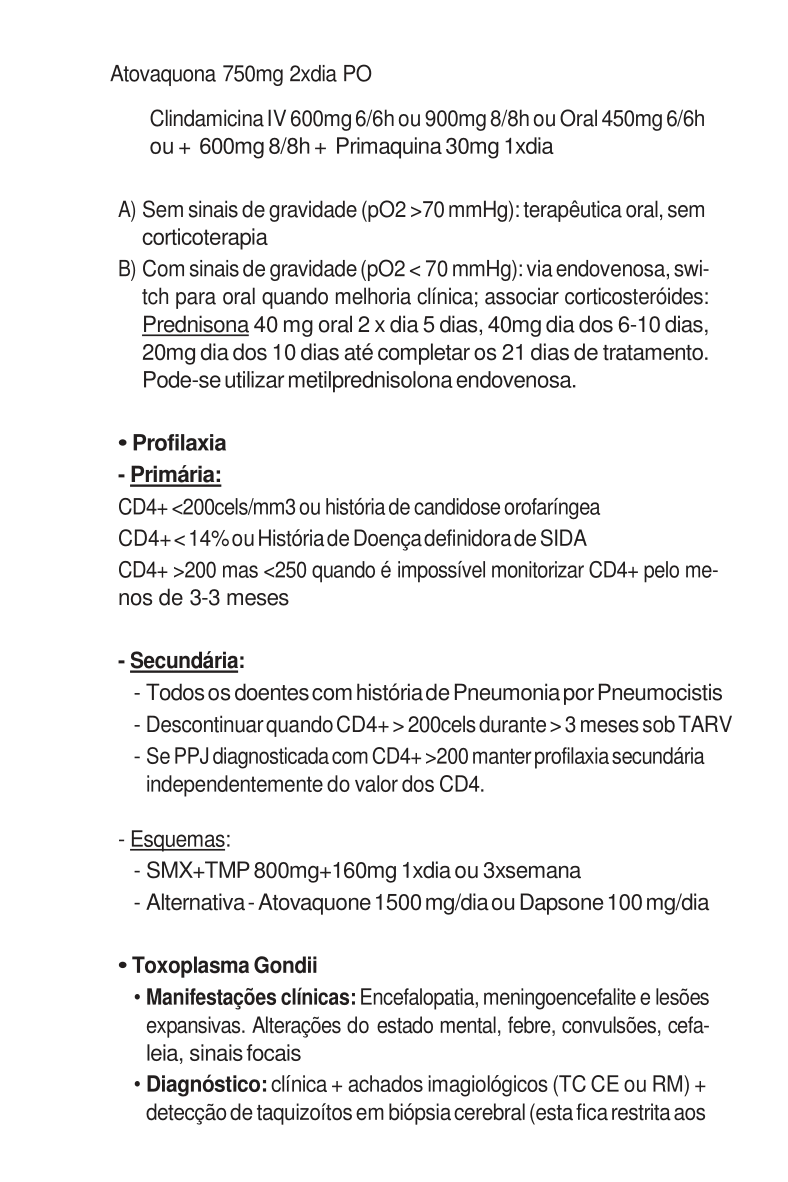 Atovaquona 750mg 2xdia PO
Clindamicina IV 600mg 6/6h ou 900mg 8/8h ou Oral 450mg 6/6h
ou + 600mg 8/8h + Primaquina 30mg 1xdia
A) Sem sinais de gravidade (pO2 >70 mmHg): terapêutica oral, sem
corticoterapia
B) Com sinais de gravidade (pO2 < 70 mmHg): via endovenosa, swi-
tch para oral quando melhoria clínica; associar corticosteróides:
Prednisona 40 mg oral 2 x dia 5 dias, 40mg dia dos 6-10 dias,
20mg dia dos 10 dias até completar os 21 dias de tratamento.
Pode-se utilizar metilprednisolona endovenosa.
• Profilaxia
- Primária:
CD4+ <200cels/mm3 ou história de candidose orofaríngea
CD4+ < 14% ou História de Doença definidora de SIDA
CD4+ >200 mas <250 quando é impossível monitorizar CD4+ pelo me-
nos de 3-3 meses
- Secundária:
- Todos os doentes com história de Pneumonia por Pneumocistis
- Descontinuar quando CD4+ > 200cels durante > 3 meses sob TARV
- Se PPJ diagnosticada com CD4+ >200 manter profilaxia secundária
independentemente do valor dos CD4.
- Esquemas:
- SMX+TMP 800mg+160mg 1xdia ou 3xsemana
- Alternativa - Atovaquone 1500 mg/dia ou Dapsone 100 mg/dia
• Toxoplasma Gondii
• Manifestações clínicas: Encefalopatia, meningoencefalite e lesões
expansivas. Alterações do estado mental, febre, convulsões, cefa-
leia, sinais focais
• Diagnóstico: clínica + achados imagiológicos (TC CE ou RM) +
detecção de taquizoítos em biópsia cerebral (esta fica restrita aos